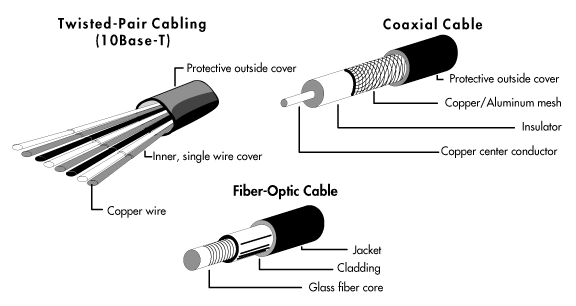 Twisted-Pair Cabling
(10Base-T)
Protective outside cover
Inner, single wire cover
Copper wire
Coaxial Cable
Protective outside cover
Copper/Aluminum mesh
Insulator
Copper center conductor
Fiber-Optic Cable
Jacket
Cladding
Glass fiber core